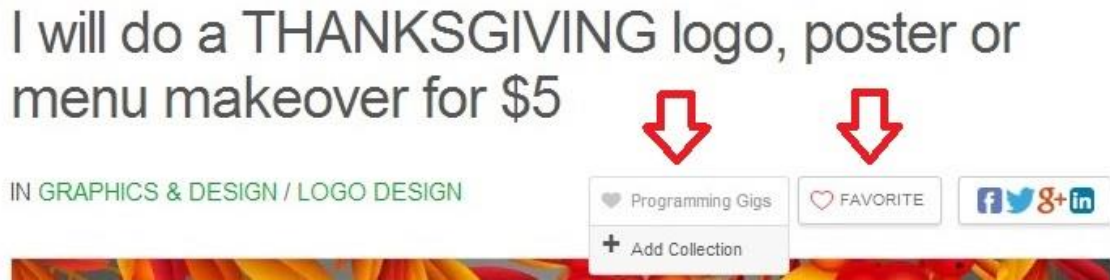 I will do a THANKSGIVING logo, poster or
menu makeover for $5
IN GRAPHICS & DESIGN / LOGO DESIGN
Programming Gigs
FAVORITE
f g+ in
+ Add Collection